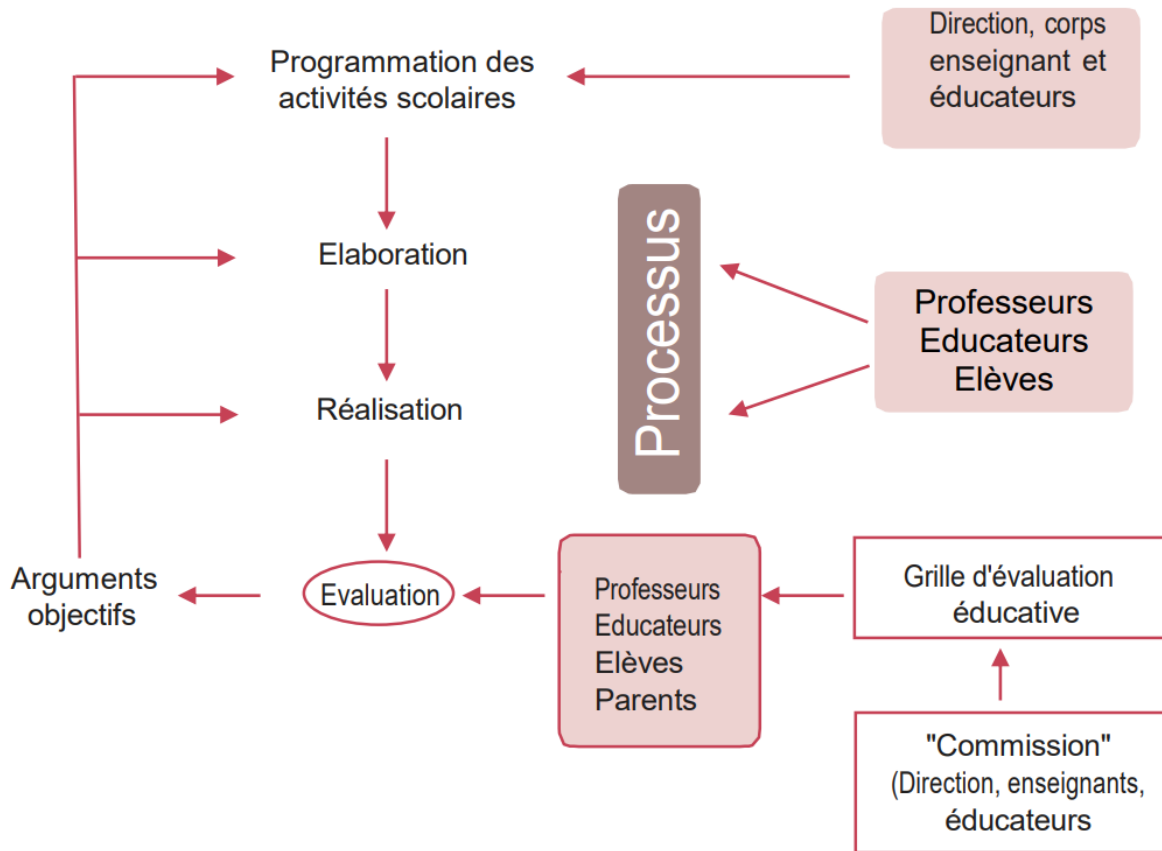 Programmation des
activités scolaires
Direction, corps
enseignant et
éducateurs
Elaboration
Processus
Professeurs
Educateurs
Elèves
Réalisation
Arguments
objectifs
Evaluation
Professeurs
Educateurs
Elèves
Parents
Grille d'évaluation
éducative
"Commission"
(Direction, enseignants,
éducateurs